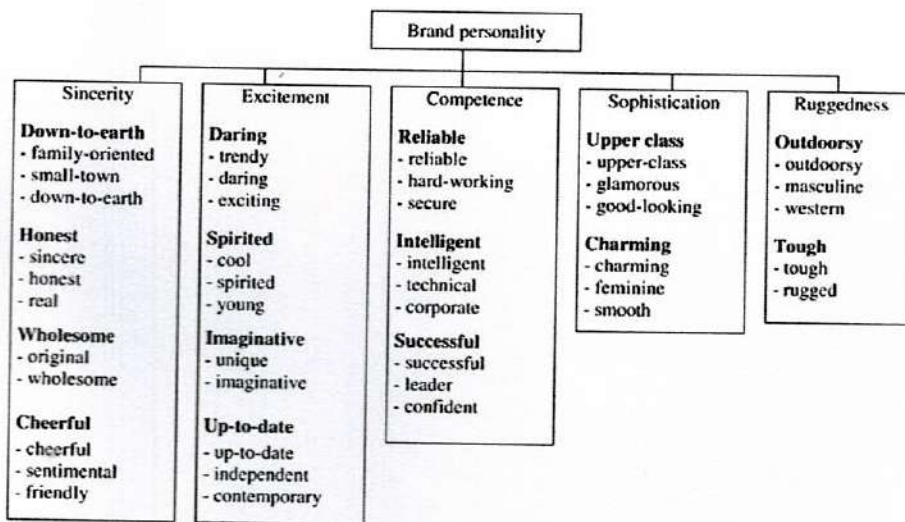 Brand personality
Sincerity
Down-to-earth
- family-oriented
- small-town
- down-to-earth
Honest
- sincere
- honest
- real
Wholesome
- original
- wholesome
Cheerful
- cheerful
- sentimental
- friendly
Excitement
Daring
- trendy
- daring
- exciting
Spirited
- cool
- spirited
- young
Imaginative
- unique
- imaginative
Up-to-date
- up-to-date
- independent
- contemporary
Competence
Reliable
- reliable
- hard-working
- secure
Intelligent
- intelligent
- technical
- corporate
Successful
- successful
- leader
- confident
Sophistication
Upper class
- upper-class
- glamorous
- good-looking
Charming
- charming
- feminine
- smooth
Ruggedness
Outdoorsy
- outdoorsy
- masculine
- western
Tough
- tough
- rugged